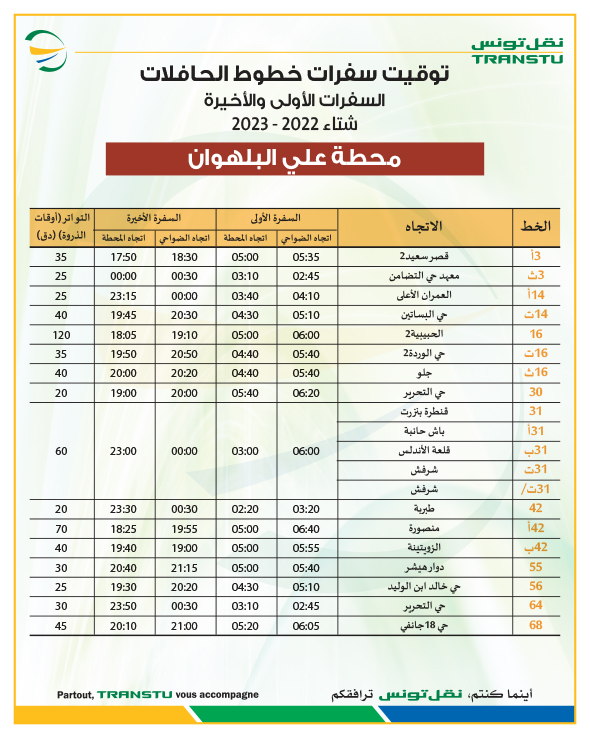 نقل تونس
TRANSTU
توقيت سفرات خطوط الحافلات
السفرات الأولى والأخيرة
شتاء 2022 - 2023
محطة علي البلهوان
الخط الاتجاه السفرة الأولى السفرة الأخيرة التواتر (أوقات الذروة) (دق)
اتجاه الضواحي اتجاه المحطة اتجاه الضواحي اتجاه المحطة
3أ قصر سعيد2 05:35 05:00 18:30 17:50 35
3ث معهد حي التضامن 02:45 03:10 00:30 00:00 25
14أ العمران الأعلى 04:10 03:40 00:00 23:15 25
14ت حي البساتين 05:10 04:30 20:30 19:45 40
16 الحبيبية2 06:00 05:00 19:10 18:05 120
16ت حي الوردة2 05:40 04:40 20:50 19:50 35
16ث جلو 05:40 04:40 20:20 20:00 40
30 حي التحرير 06:20 05:40 20:00 19:00 20
31 قنطرة بنزرت
31أ باش حانبة
31ب قلعة الأندلس 06:00 03:00 00:00 23:00 60
31ت شرفش
31ت/ شرفش
42 طبربة 03:20 02:20 00:30 23:30 20
42أ منصورة 06:40 05:00 19:55 18:25 70
42ب الزويتينة 05:55 05:00 19:00 19:40 40
55 دوار هيشر 05:40 05:00 21:15 20:40 30
56 حي خالد ابن الوليد 05:10 04:30 20:20 19:30 25
64 حي التحرير 02:45 03:10 00:30 23:50 30
68 حي 18 جانفي 06:05 05:20 21:00 20:10 45
أينما كنتم، نقل تونس ترافقكم
Partout, TRANSTU vous accompagne